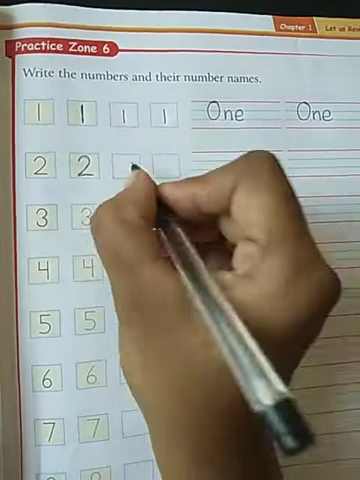 Chapter 1 Let us Rev
Practice Zone 6
Write the numbers and their number names.
1 1 1 1 One One
2 2
3 3
4 4
5 5
6 6
7 7